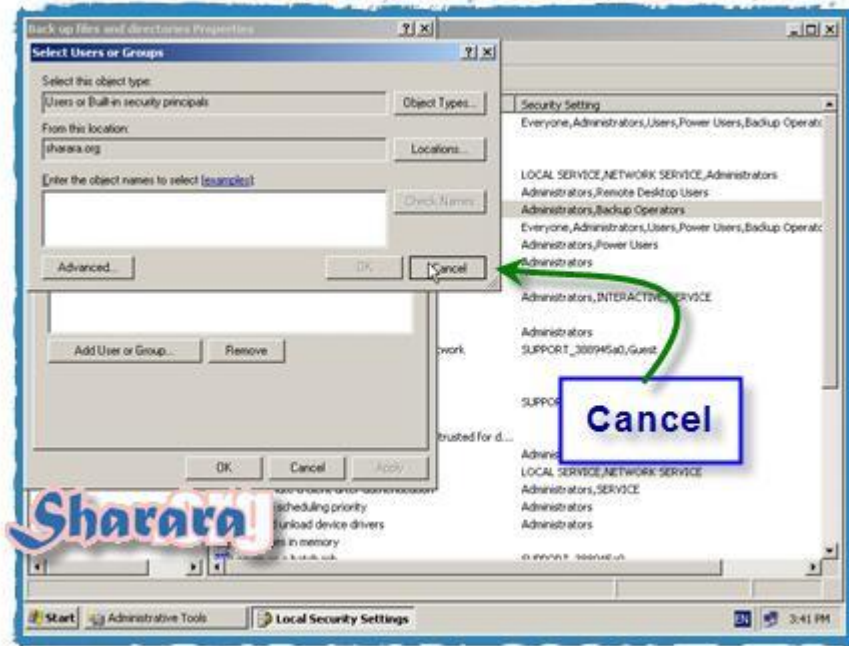 Back up files and directories Properties
Select Users or Groups
Select this object type:
Users or Built-in security principals
Object Types...
From this location:
sharara.org
Locations...
Enter the object names to select (examples):
Check Names
Advanced...
OK
Cancel
Add User or Group...
Remove
OK
Cancel
Apply
Security Setting
Everyone,Administrators,Users,Power Users,Backup Operato
LOCAL SERVICE,NETWORK SERVICE,Administrators
Administrators,Remote Desktop Users
Administrators,Backup Operators
Everyone,Administrators,Users,Power Users,Backup Operato
Administrators,Power Users
Administrators
Administrators,INTERACTIVE,SERVICE
Administrators
SUPPORT_388945a0,Guest
Cancel
trusted for d...
LOCAL SERVICE,NETWORK SERVICE
Administrators,SERVICE
scheduling priority
Administrators
unload device drivers
Administrators
in memory
Sharara
org
Start
Administrative Tools
Local Security Settings
EN
3:41 PM